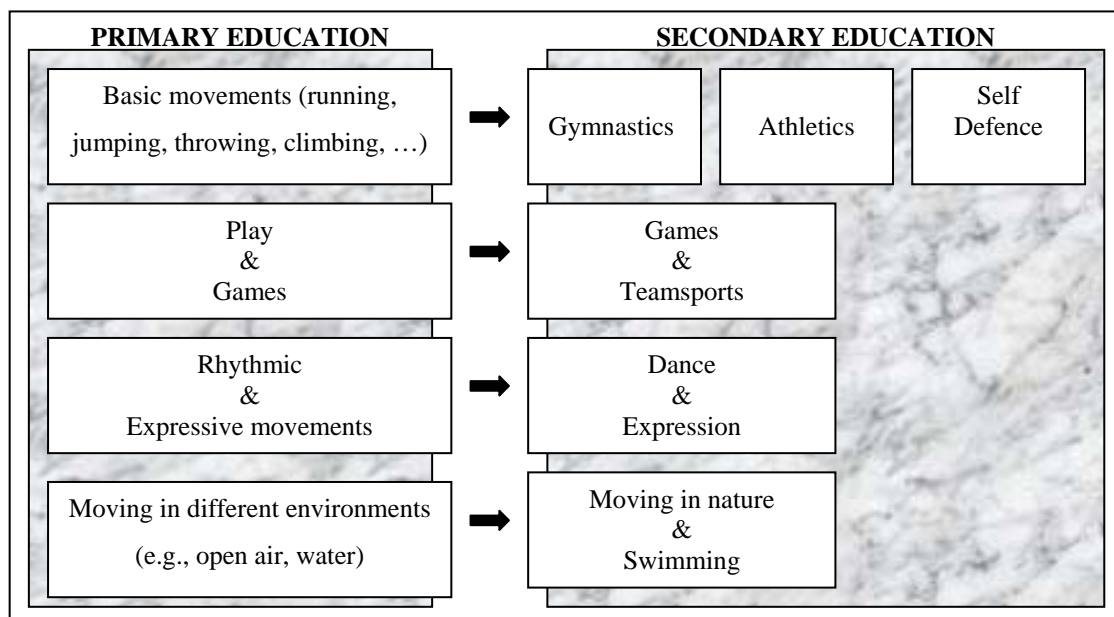 PRIMARY EDUCATION
SECONDARY EDUCATION
Basic movements (running,
jumping, throwing, climbing, …)
Gymnastics
Athletics
Self
Defence
Play
&
Games
Games
&
Teamsports
Rhythmic
&
Expressive movements
Dance
&
Expression
Moving in different environments
(e.g., open air, water)
Moving in nature
&
Swimming